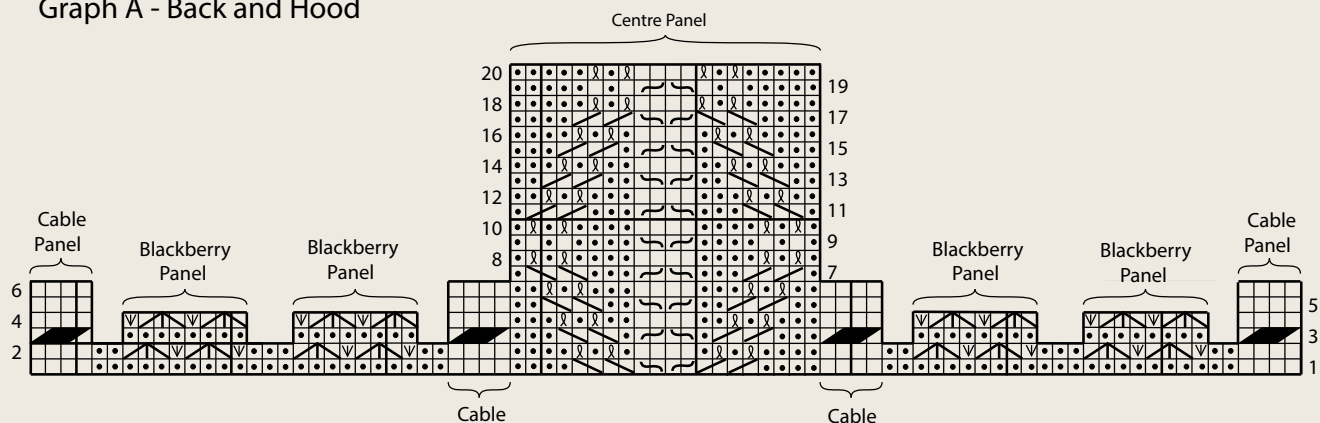 Graph A - Back and Hood
Centre Panel
20
19
18
17
16
15
14
13
12
11
10
9
8
7
Cable
Panel
Blackberry
Panel
Blackberry
Panel
Blackberry
Panel
Blackberry
Panel
Cable
Panel
6
5
4
3
2
1
Cable
Cable